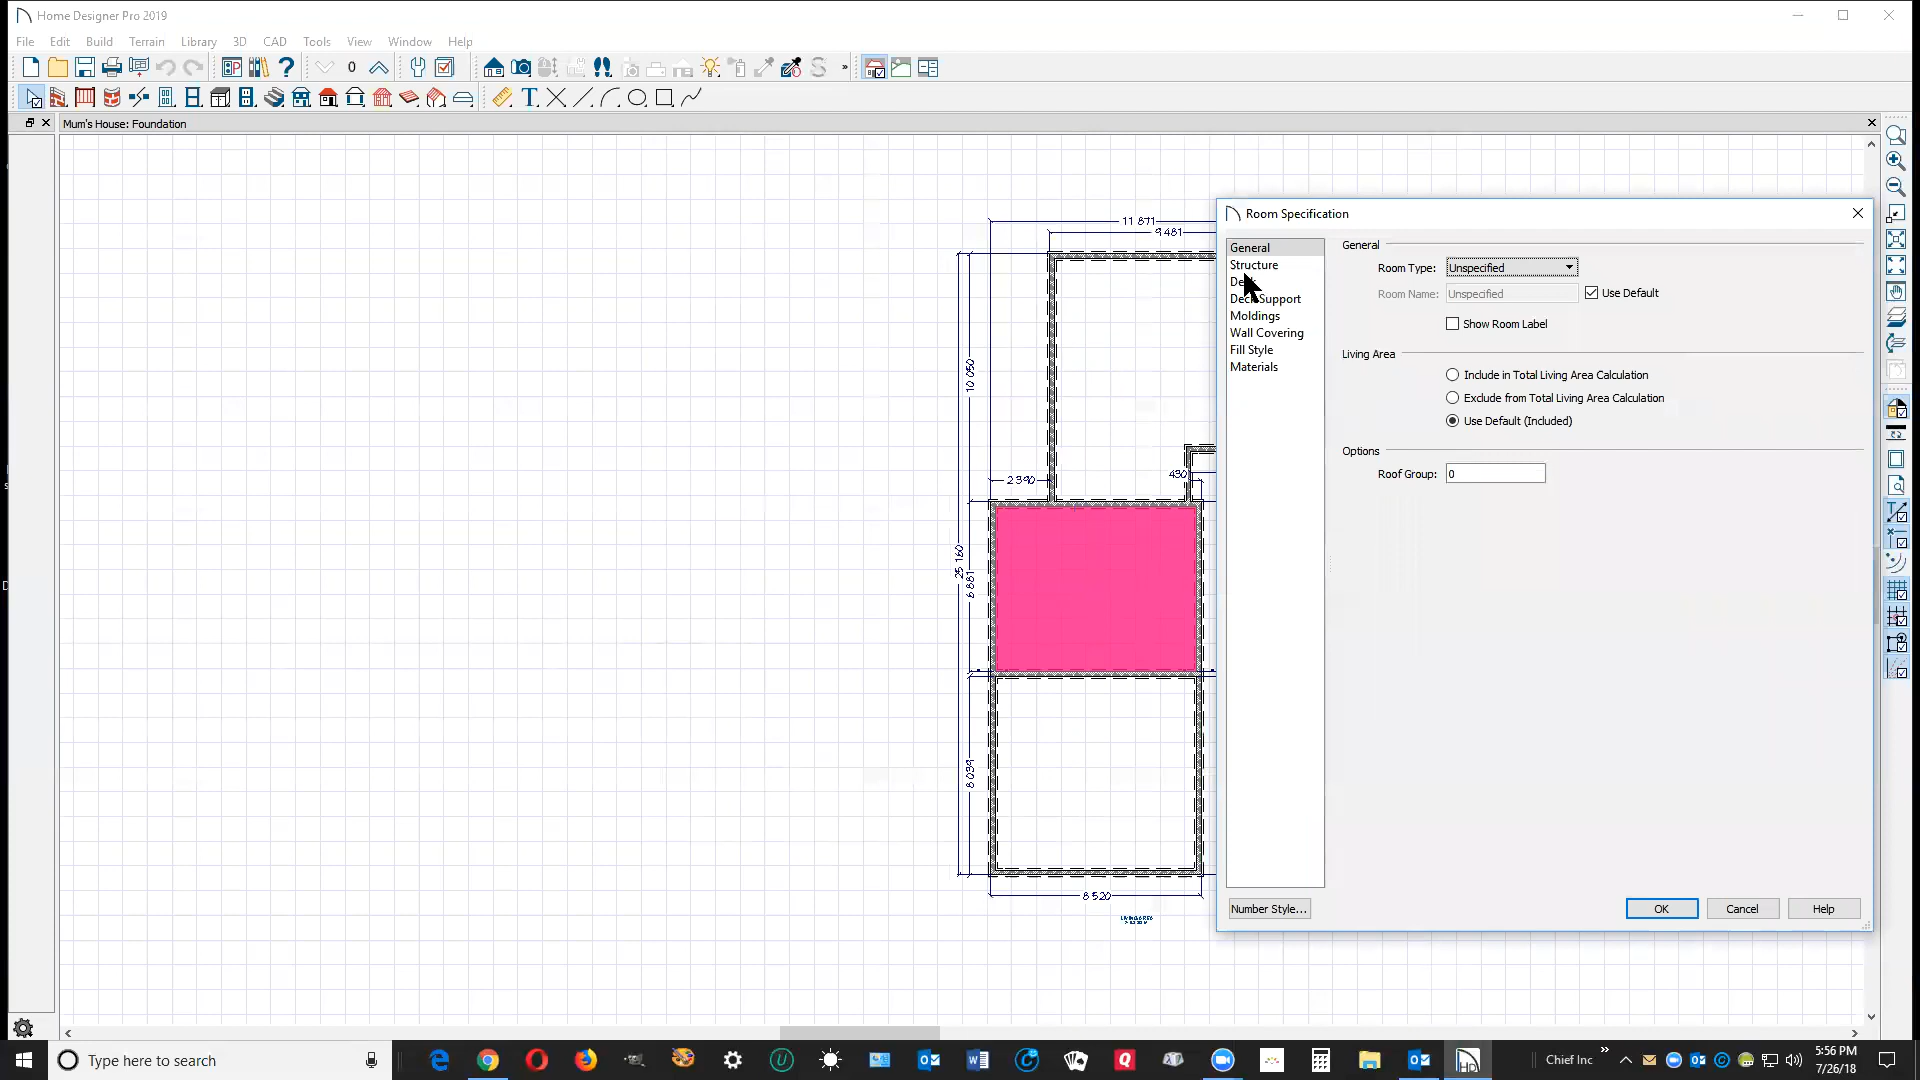 Home Designer Pro 2019
File Edit Build Terrain Library 3D CAD Tools View Window Help
0
Mum's House: Foundation
11 871
9 481
10 050
2 390
430
25 160
6 881
8 039
8 520
LIVING AREA
Room Specification
General
Structure
Deck
Deck Support
Moldings
Wall Covering
Fill Style
Materials
General
Room Type: Unspecified
Room Name: Unspecified Use Default
Show Room Label
Living Area
Include in Total Living Area Calculation
Exclude from Total Living Area Calculation
Use Default (Included)
Options
Roof Group: 0
Number Style... OK Cancel Help
Type here to search
Chief Inc
5:56 PM
7/26/18